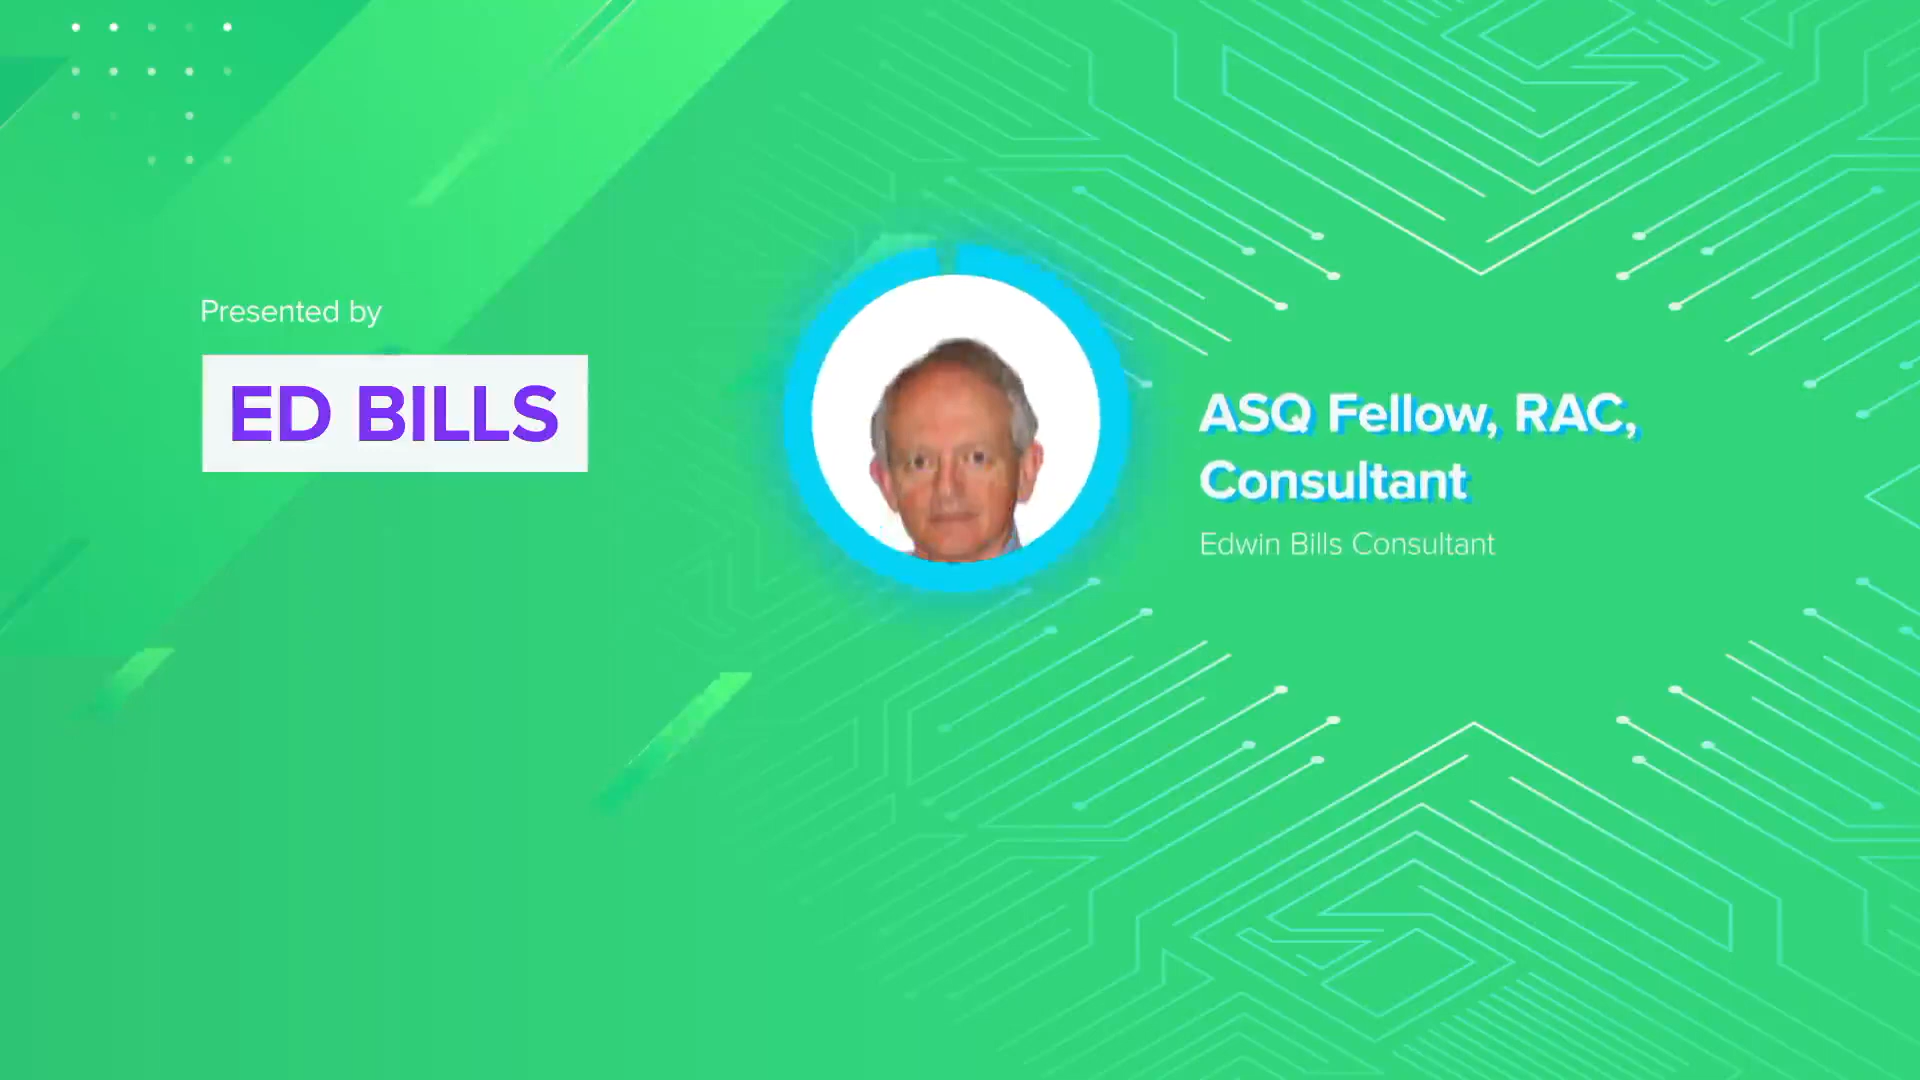 Presented by
ED BILLS
ASQ Fellow, RAC,
Consultant
Edwin Bills Consultant